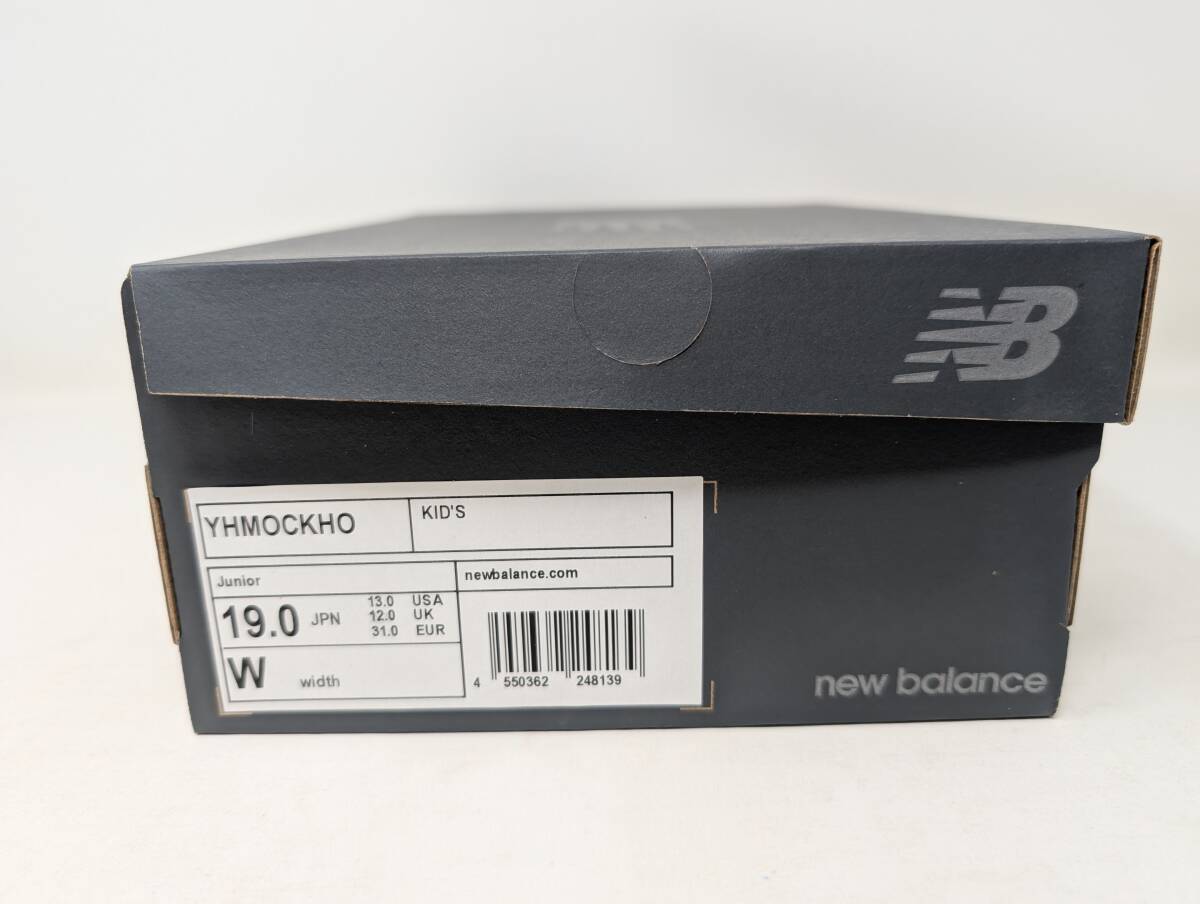 NB
YHMOCKHO
KID'S
Junior
newbalance.com
19.0 JPN
13.0 USA
12.0 UK
31.0 EUR
W width
4 550362 248139
new balance